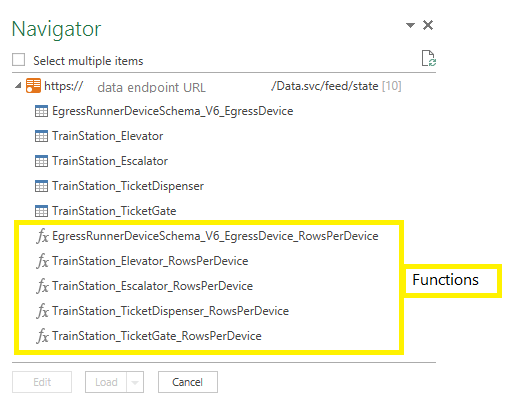 Navigator
Select multiple items
https:// data endpoint URL /Data.svc/feed/state [10]
EgressRunnerDeviceSchema_V6_EgressDevice
TrainStation_Elevator
TrainStation_Escalator
TrainStation_TicketDispenser
TrainStation_TicketGate
fx EgressRunnerDeviceSchema_V6_EgressDevice_RowsPerDevice
fx TrainStation_Elevator_RowsPerDevice
fx TrainStation_Escalator_RowsPerDevice
Functions
fx TrainStation_TicketDispenser_RowsPerDevice
fx TrainStation_TicketGate_RowsPerDevice
Edit Load Cancel